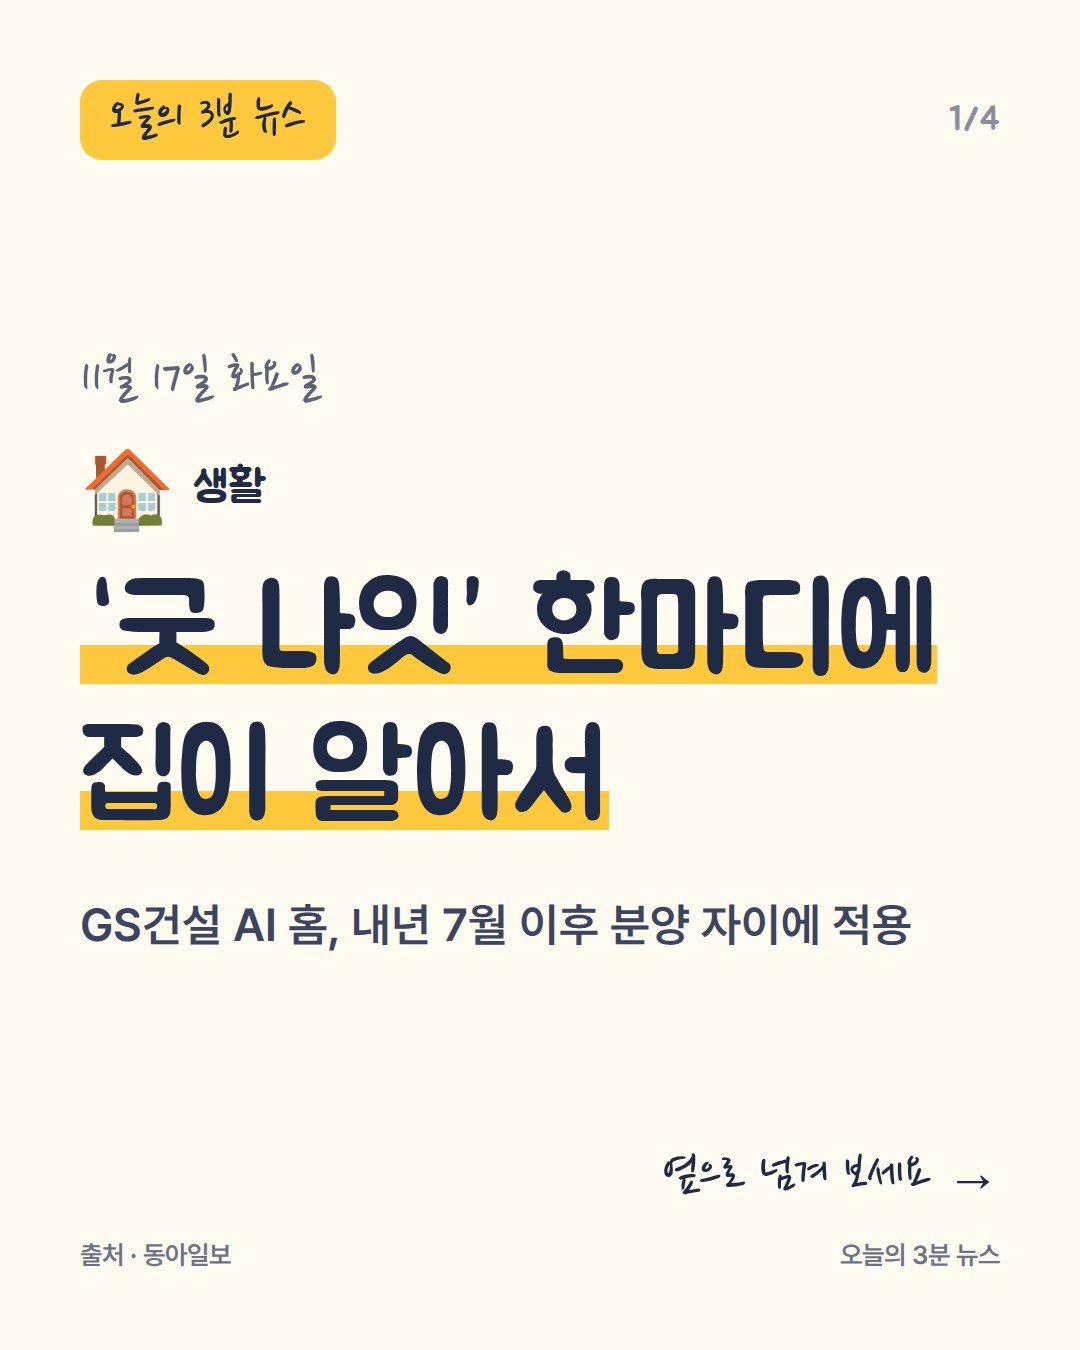 오늘의 3분 뉴스
1/4
11월 17일 화요일
생활
‘굿 나잇’ 한마디에
집이 알아서
GS건설 AI 홈, 내년 7월 이후 분양 자이에 적용
옆으로 넘겨 보세요 →
출처 · 동아일보
오늘의 3분 뉴스